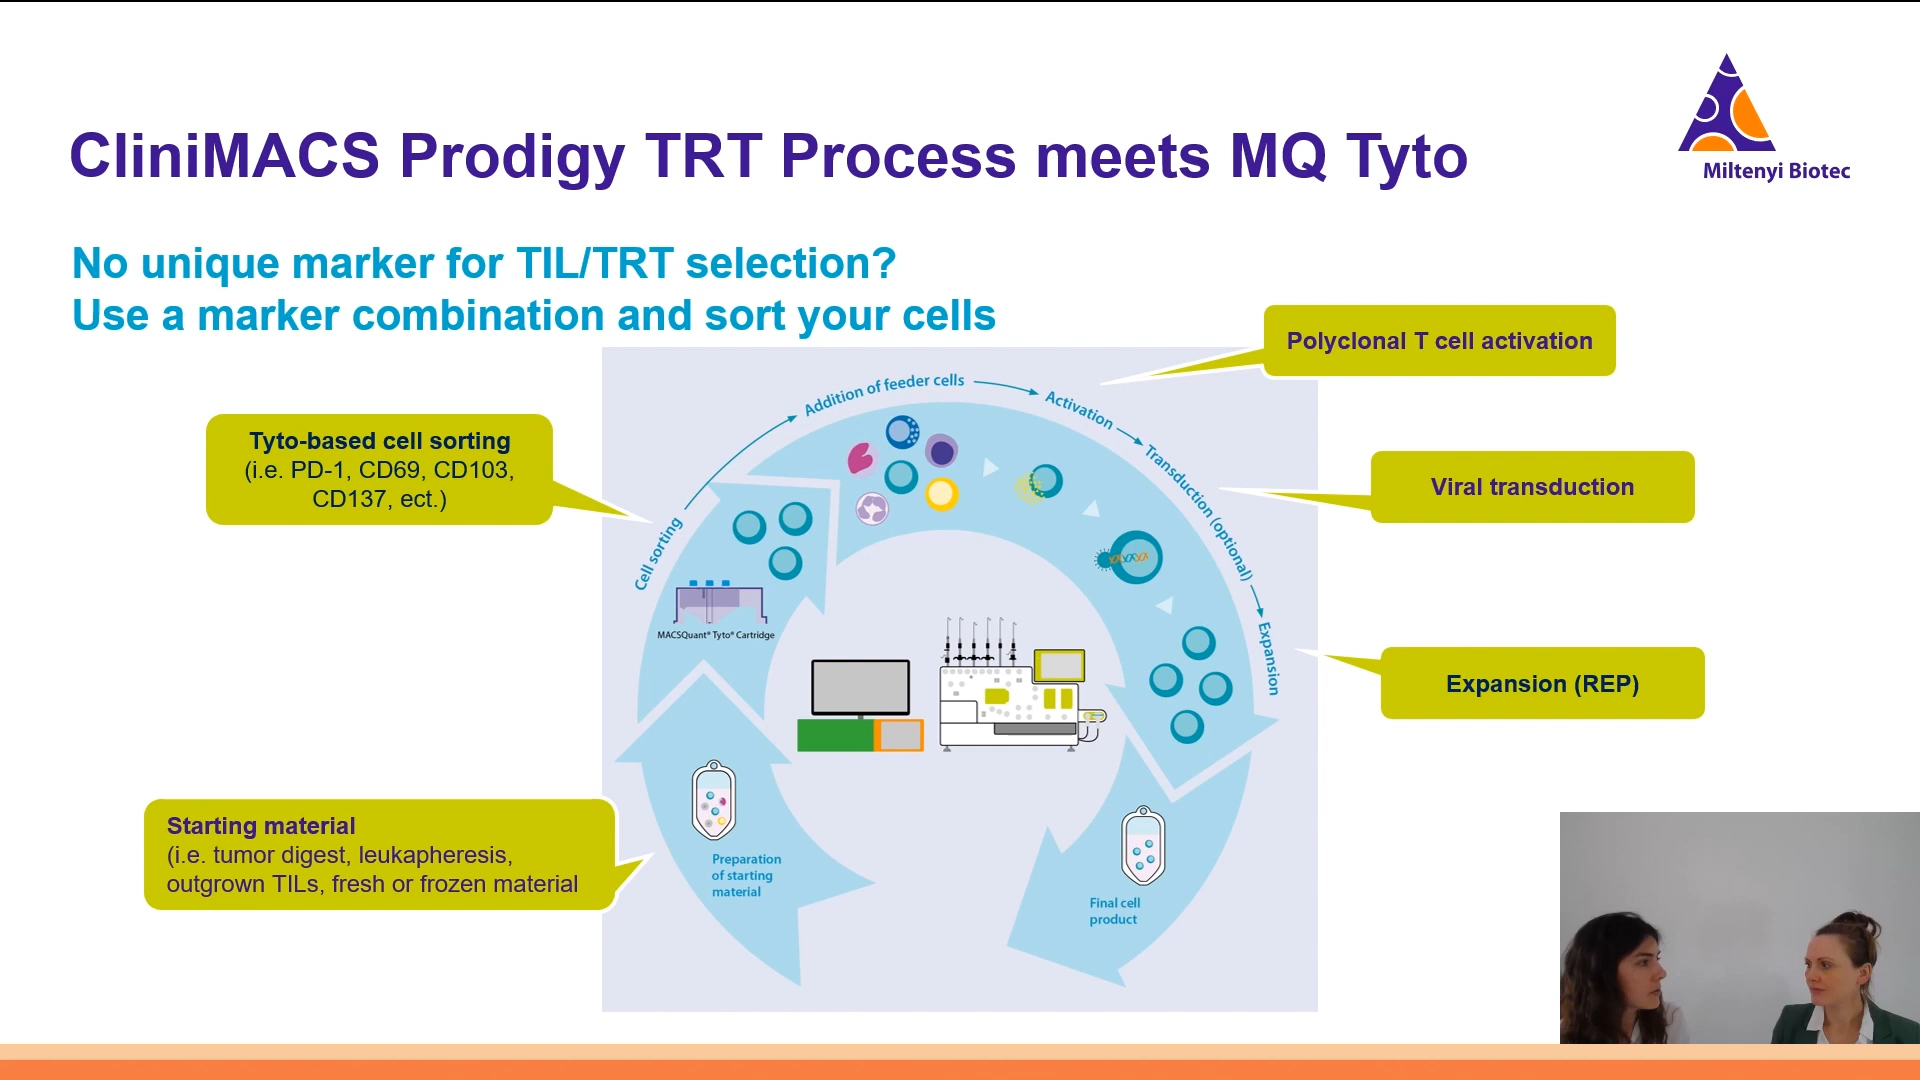 CliniMACS Prodigy TRT Process meets MQ Tyto
Miltenyi Biotec
No unique marker for TIL/TRT selection?
Use a marker combination and sort your cells
Polyclonal T cell activation
Tyto-based cell sorting
(i.e. PD-1, CD69, CD103,
CD137, ect.)
Viral transduction
Expansion (REP)
Starting material
(i.e. tumor digest, leukapheresis,
outgrown TILs, fresh or frozen material
Cell sorting
Addition of feeder cells
Activation
Transduction (optional)
Expansion
MACSQuant® Tyto® Cartridge
Preparation
of starting
material
Final cell
product